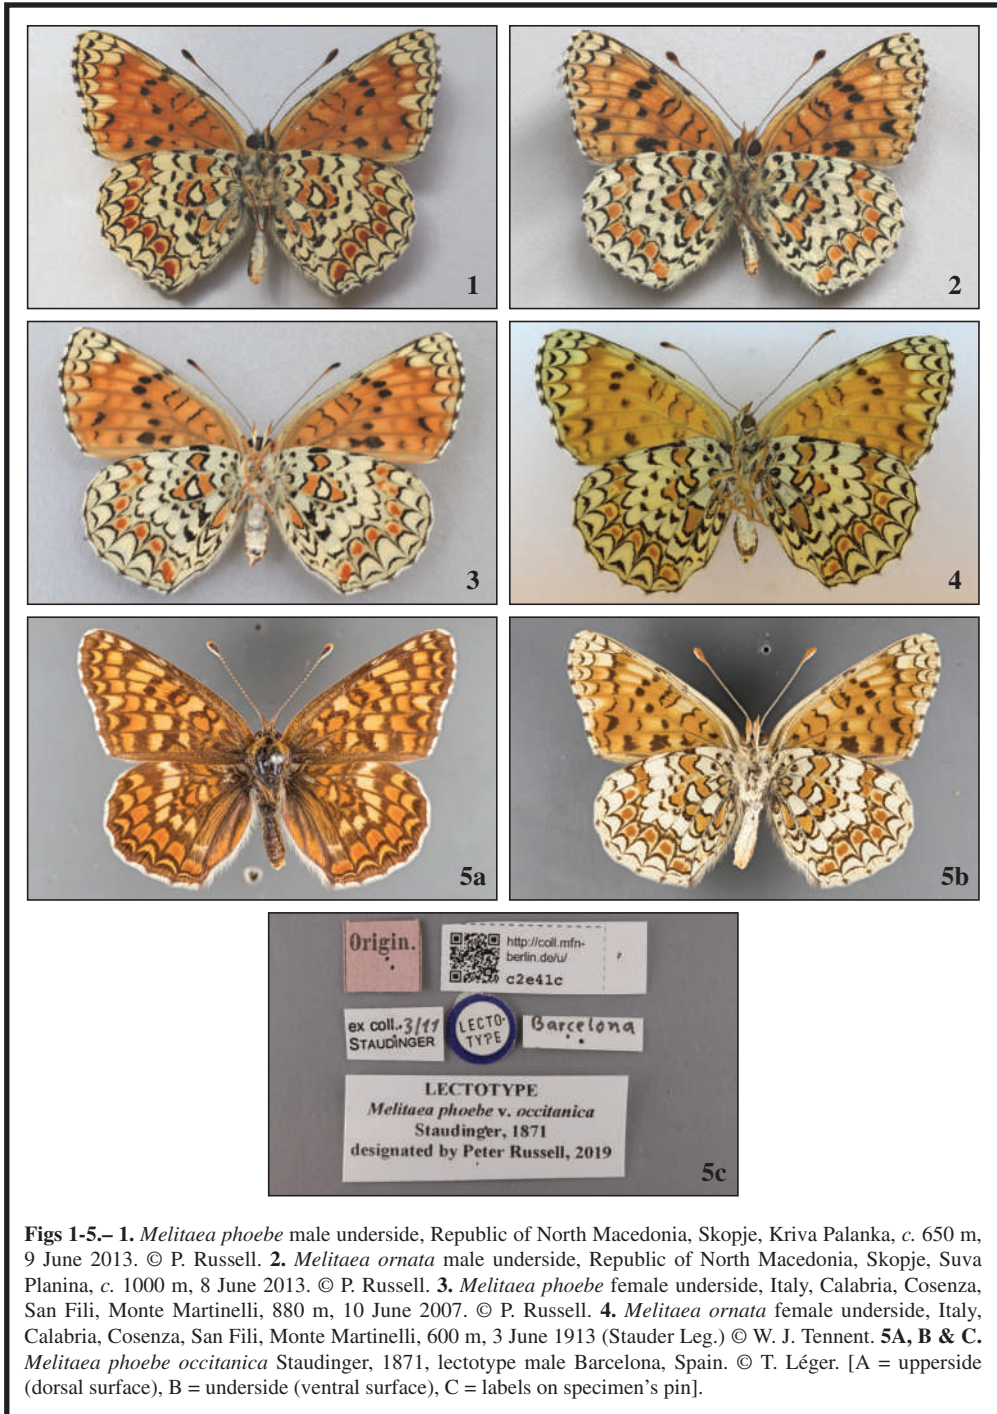 1
2
3
4
5a
5b
Origin.
http://coll.mfn-
berlin.de/u/
c2e41c
ex coll. 3/11
STAUDINGER
LECTO-
TYPE
Barcelona
LECTOTYPE
Melitaea phoebe v. occitanica
Staudinger, 1871
designated by Peter Russell, 2019
5c
Figs 1-5.– 1. Melitaea phoebe male underside, Republic of North Macedonia, Skopje, Kriva Palanka, c. 650 m,
9 June 2013. © P. Russell. 2. Melitaea ornata male underside, Republic of North Macedonia, Skopje, Suva
Planina, c. 1000 m, 8 June 2013. © P. Russell. 3. Melitaea phoebe female underside, Italy, Calabria, Cosenza,
San Fili, Monte Martinelli, 880 m, 10 June 2007. © P. Russell. 4. Melitaea ornata female underside, Italy,
Calabria, Cosenza, San Fili, Monte Martinelli, 600 m, 3 June 1913 (Stauder Leg.) © W. J. Tennent. 5A, B & C.
Melitaea phoebe occitanica Staudinger, 1871, lectotype male Barcelona, Spain. © T. Léger. [A = upperside
(dorsal surface), B = underside (ventral surface), C = labels on specimen's pin].